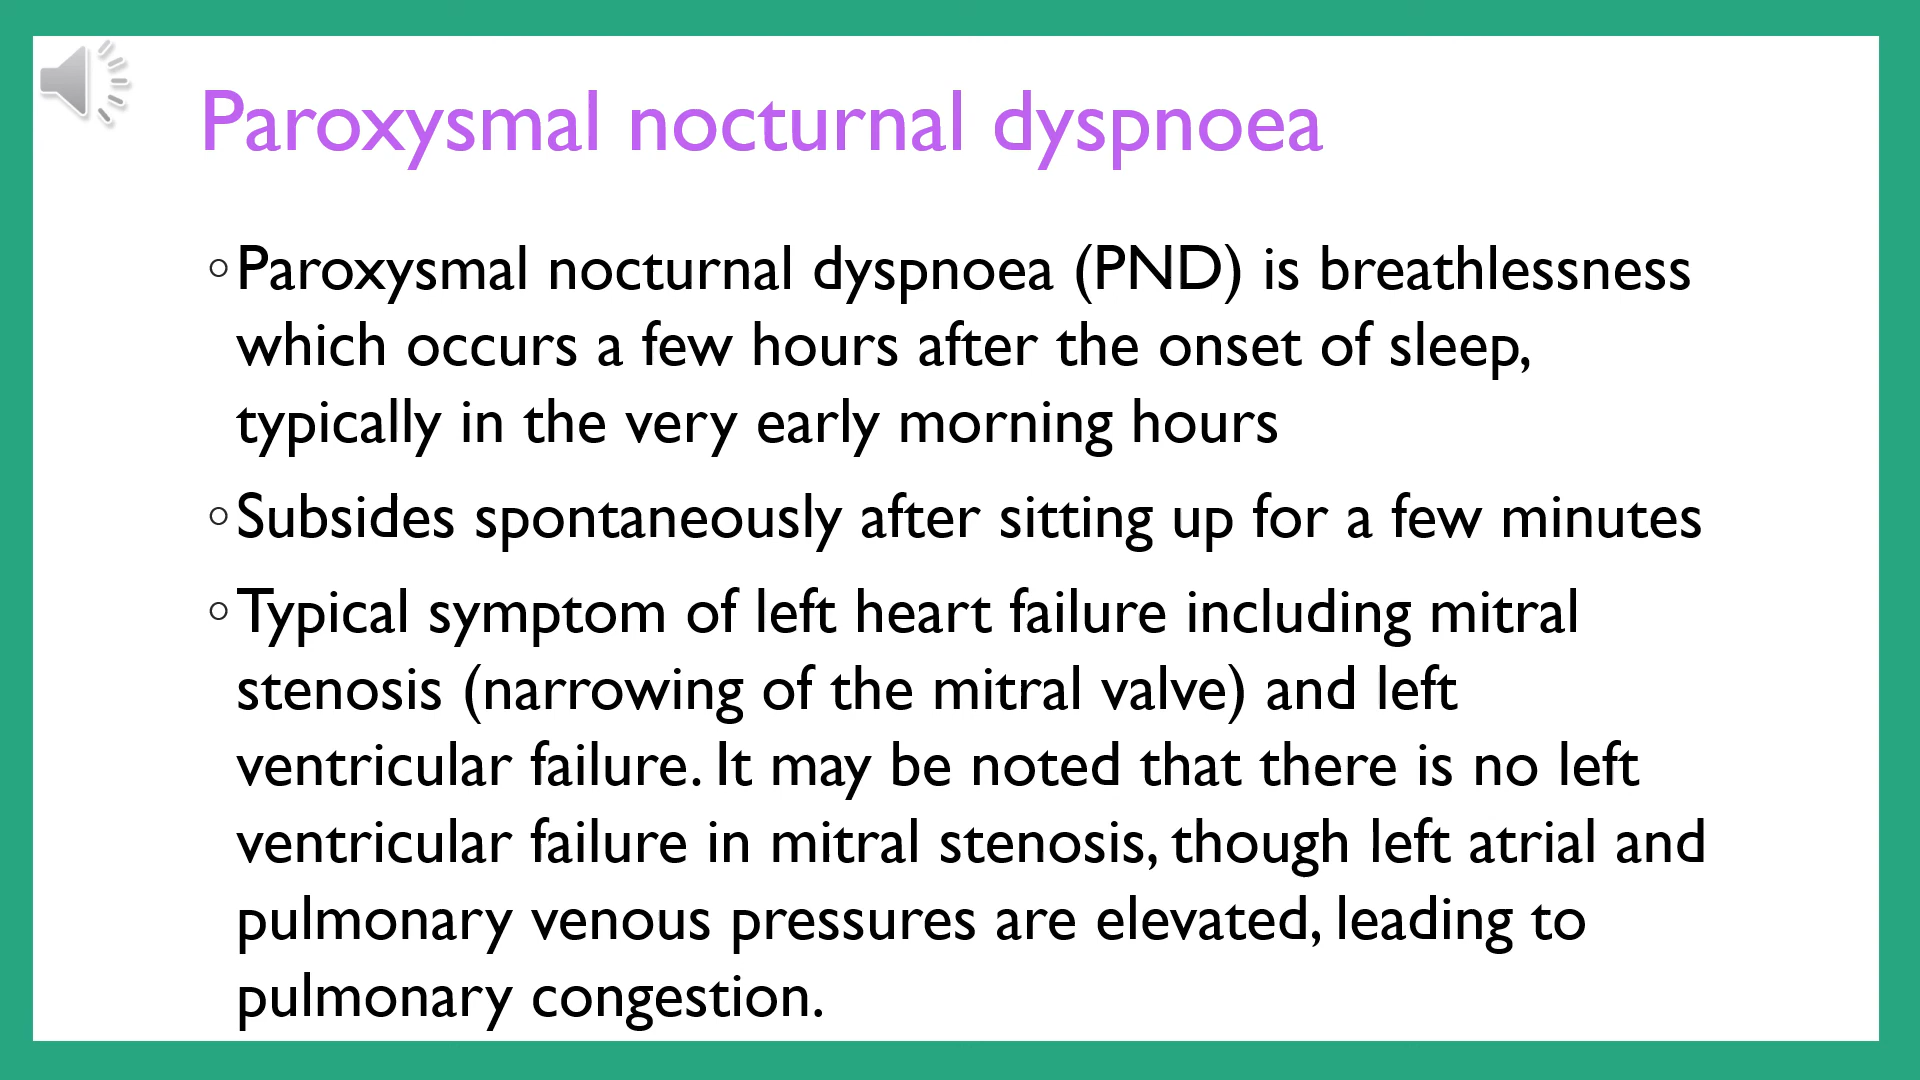 Paroxysmal nocturnal dyspnoea
◦Paroxysmal nocturnal dyspnoea (PND) is breathlessness
which occurs a few hours after the onset of sleep,
typically in the very early morning hours
◦Subsides spontaneously after sitting up for a few minutes
◦Typical symptom of left heart failure including mitral
stenosis (narrowing of the mitral valve) and left
ventricular failure. It may be noted that there is no left
ventricular failure in mitral stenosis, though left atrial and
pulmonary venous pressures are elevated, leading to
pulmonary congestion.